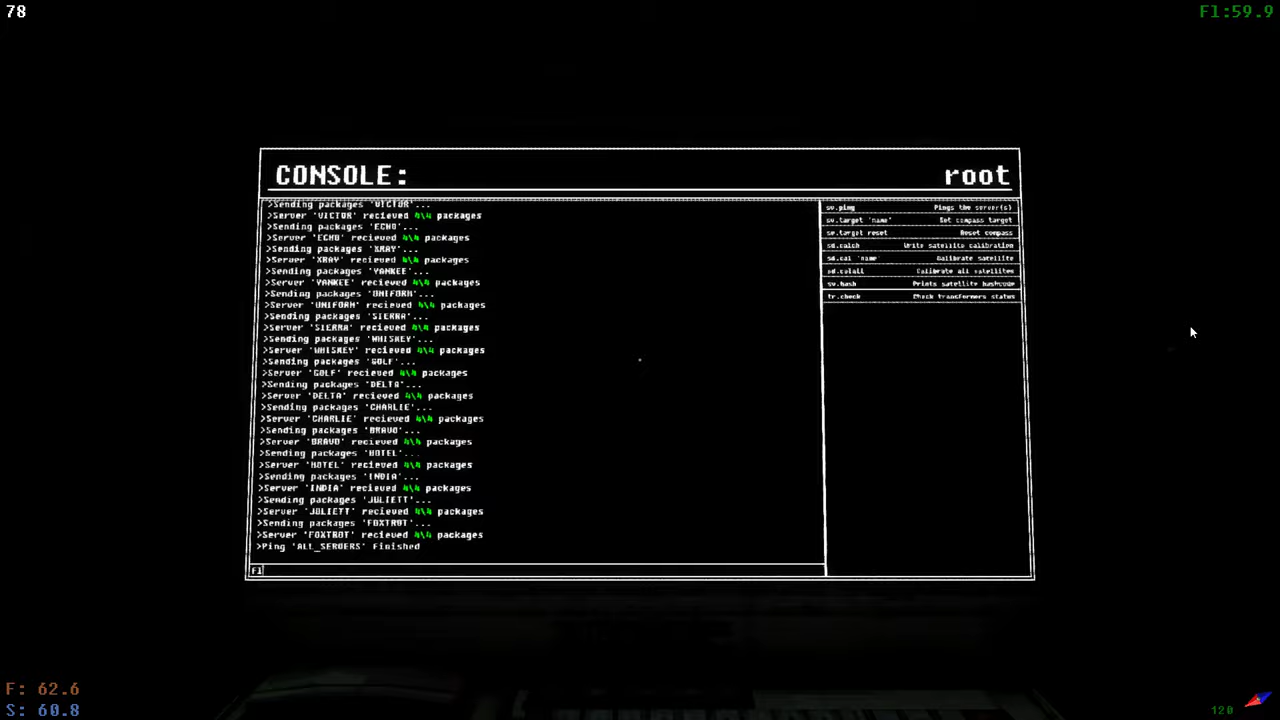 78
F1:59.9
CONSOLE:
root
>Sending packages 'VICTOR'...
>Server 'VICTOR' recieved 4\4 packages
>Sending packages 'ECHO'...
>Server 'ECHO' recieved 4\4 packages
>Sending packages 'XRAY'...
>Server 'XRAY' recieved 4\4 packages
>Sending packages 'YANKEE'...
>Server 'YANKEE' recieved 4\4 packages
>Sending packages 'UNIFORM'...
>Server 'UNIFORM' recieved 4\4 packages
>Sending packages 'SIERRA'...
>Server 'SIERRA' recieved 4\4 packages
>Sending packages 'WHISKEY'...
>Server 'WHISKEY' recieved 4\4 packages
>Sending packages 'GOLF'...
>Server 'GOLF' recieved 4\4 packages
>Sending packages 'DELTA'...
>Server 'DELTA' recieved 4\4 packages
>Sending packages 'CHARLIE'...
>Server 'CHARLIE' recieved 4\4 packages
>Sending packages 'BRAVO'...
>Server 'BRAVO' recieved 4\4 packages
>Sending packages 'HOTEL'...
>Server 'HOTEL' recieved 4\4 packages
>Sending packages 'INDIA'...
>Server 'INDIA' recieved 4\4 packages
>Sending packages 'JULIETT'...
>Server 'JULIETT' recieved 4\4 packages
>Sending packages 'FOXTROT'...
>Server 'FOXTROT' recieved 4\4 packages
>Ping 'ALL_SERVERS' Finished
F1
sv.ping Pings the server(s)
sv.target 'name' Set compass target
sv.target reset Reset compass
sd.calch Write satellite calibration
sd.cal 'name' Calibrate satellite
sd.calall Calibrate all satellites
sv.hash Prints satellite hashcode
tr.check Check transformers status
F: 62.6
S: 60.8
120